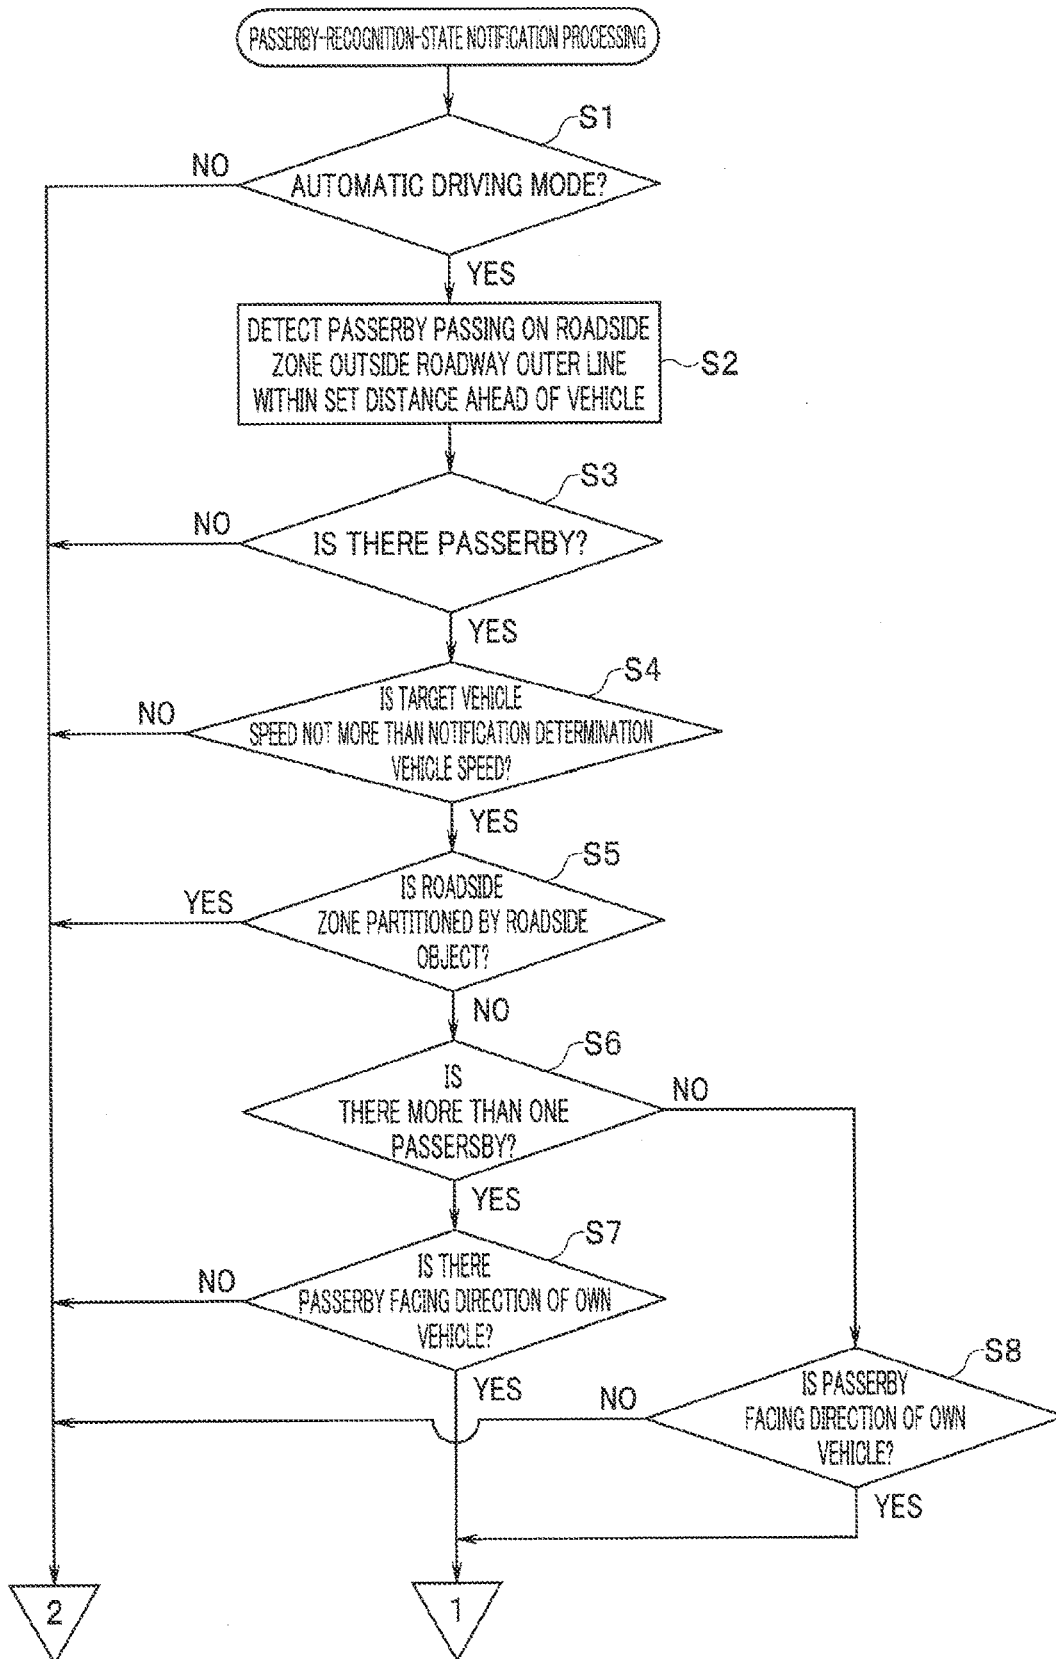 PASSERBY-RECOGNITION-STATE NOTIFICATION PROCESSING
S1
NO
AUTOMATIC DRIVING MODE?
YES
DETECT PASSERBY PASSING ON ROADSIDE
ZONE OUTSIDE ROADWAY OUTER LINE
WITHIN SET DISTANCE AHEAD OF VEHICLE
S2
S3
NO
IS THERE PASSERBY?
YES
S4
NO
IS TARGET VEHICLE
SPEED NOT MORE THAN NOTIFICATION DETERMINATION
VEHICLE SPEED?
YES
S5
YES
IS ROADSIDE
ZONE PARTITIONED BY ROADSIDE
OBJECT?
NO
S6
IS
THERE MORE THAN ONE
PASSERSBY?
NO
YES
S7
NO
IS THERE
PASSERBY FACING DIRECTION OF OWN
VEHICLE?
YES
S8
NO
IS PASSERBY
FACING DIRECTION OF OWN
VEHICLE?
YES
2
1